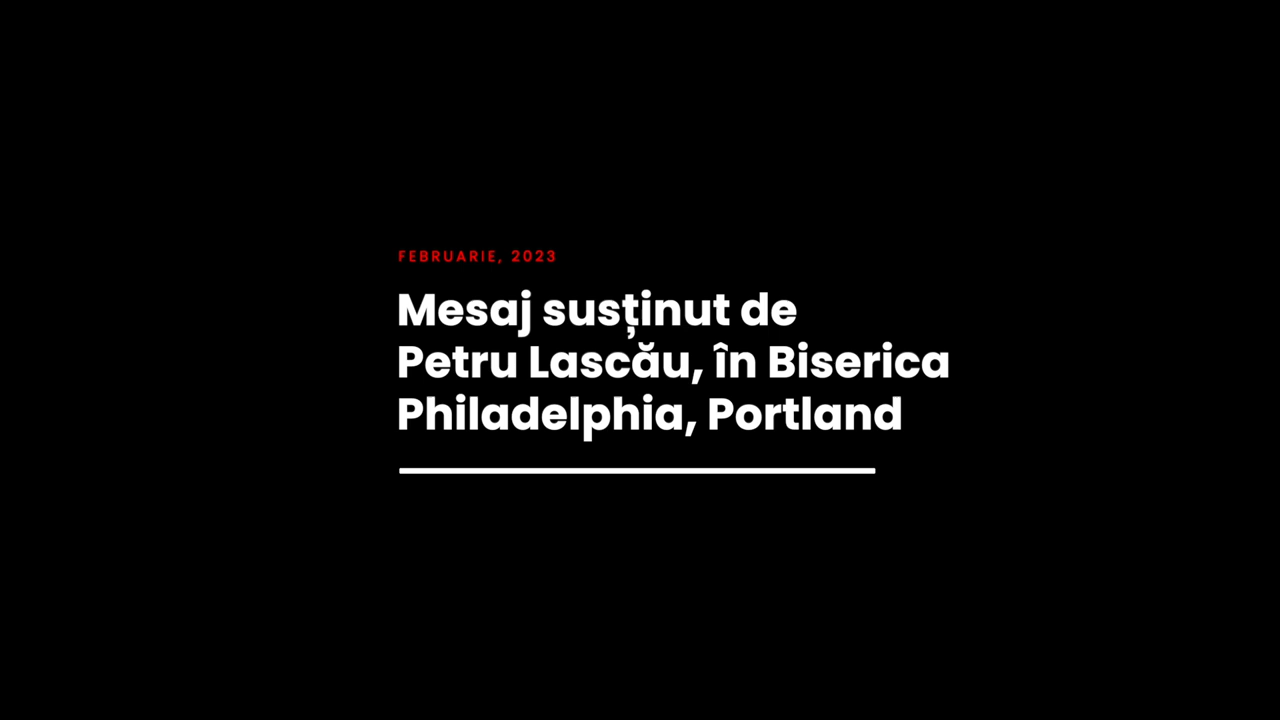 FEBRUARIE, 2023
Mesaj susținut de
Petru Lascău, în Biserica
Philadelphia, Portland